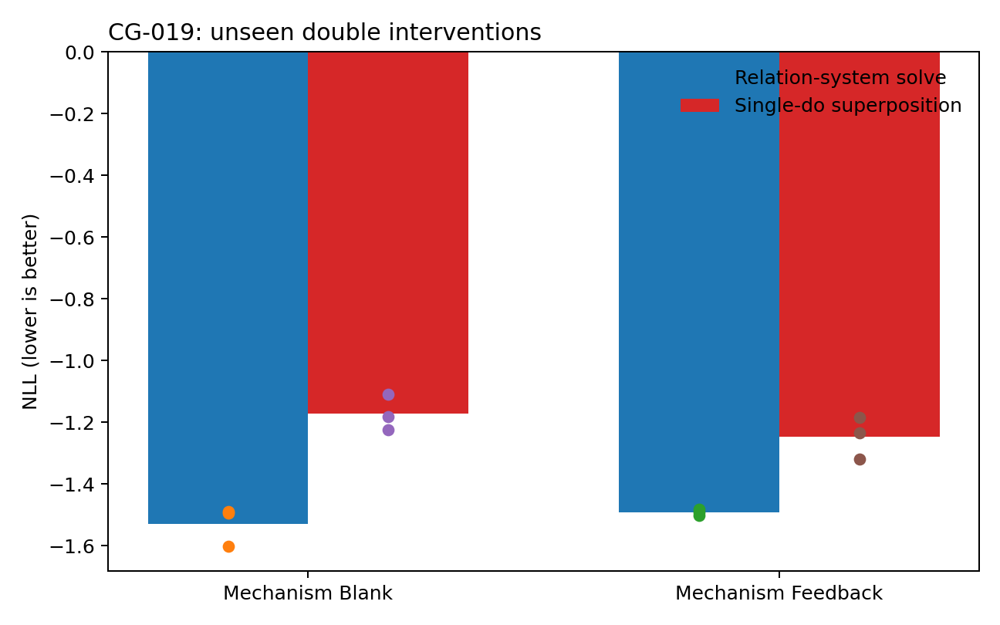 CG-019: unseen double interventions
0.0
−0.2
−0.4
−0.6
−0.8
−1.0
−1.2
−1.4
−1.6
NLL (lower is better)
Relation-system solve
Single-do superposition
Mechanism Blank
Mechanism Feedback